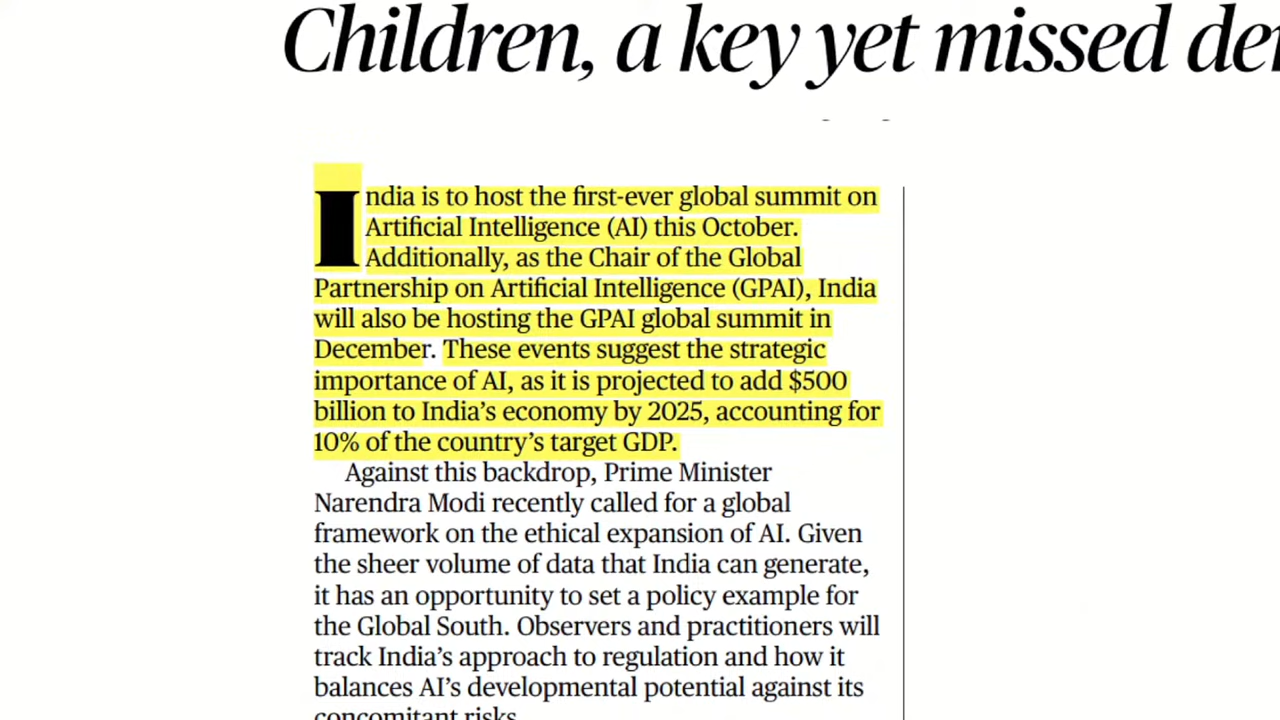 Children, a key yet missed
India is to host the first-ever global summit on
Artificial Intelligence (AI) this October.
Additionally, as the Chair of the Global
Partnership on Artificial Intelligence (GPAI), India
will also be hosting the GPAI global summit in
December. These events suggest the strategic
importance of AI, as it is projected to add $500
billion to India’s economy by 2025, accounting for
10% of the country’s target GDP.
Against this backdrop, Prime Minister
Narendra Modi recently called for a global
framework on the ethical expansion of AI. Given
the sheer volume of data that India can generate,
it has an opportunity to set a policy example for
the Global South. Observers and practitioners will
track India’s approach to regulation and how it
balances AI’s developmental potential against its
concomitant risks.